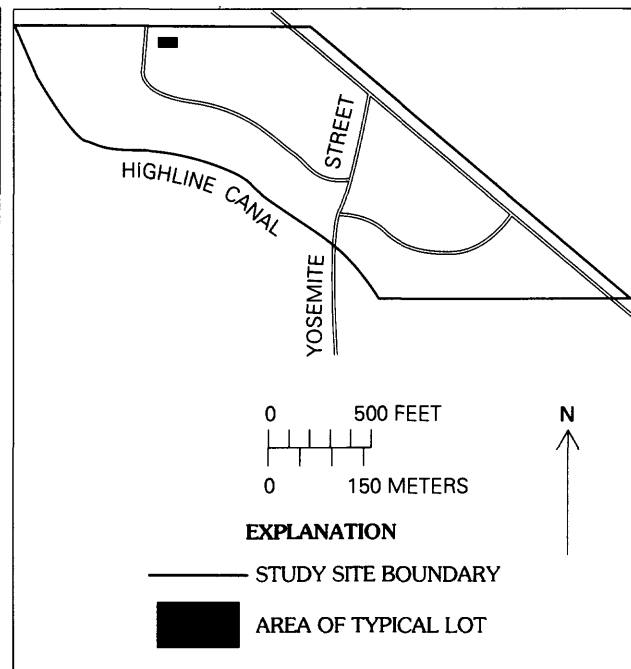 STREET
HIGHLINE CANAL
YOSEMITE
0 500 FEET
N
0 150 METERS
EXPLANATION
STUDY SITE BOUNDARY
AREA OF TYPICAL LOT